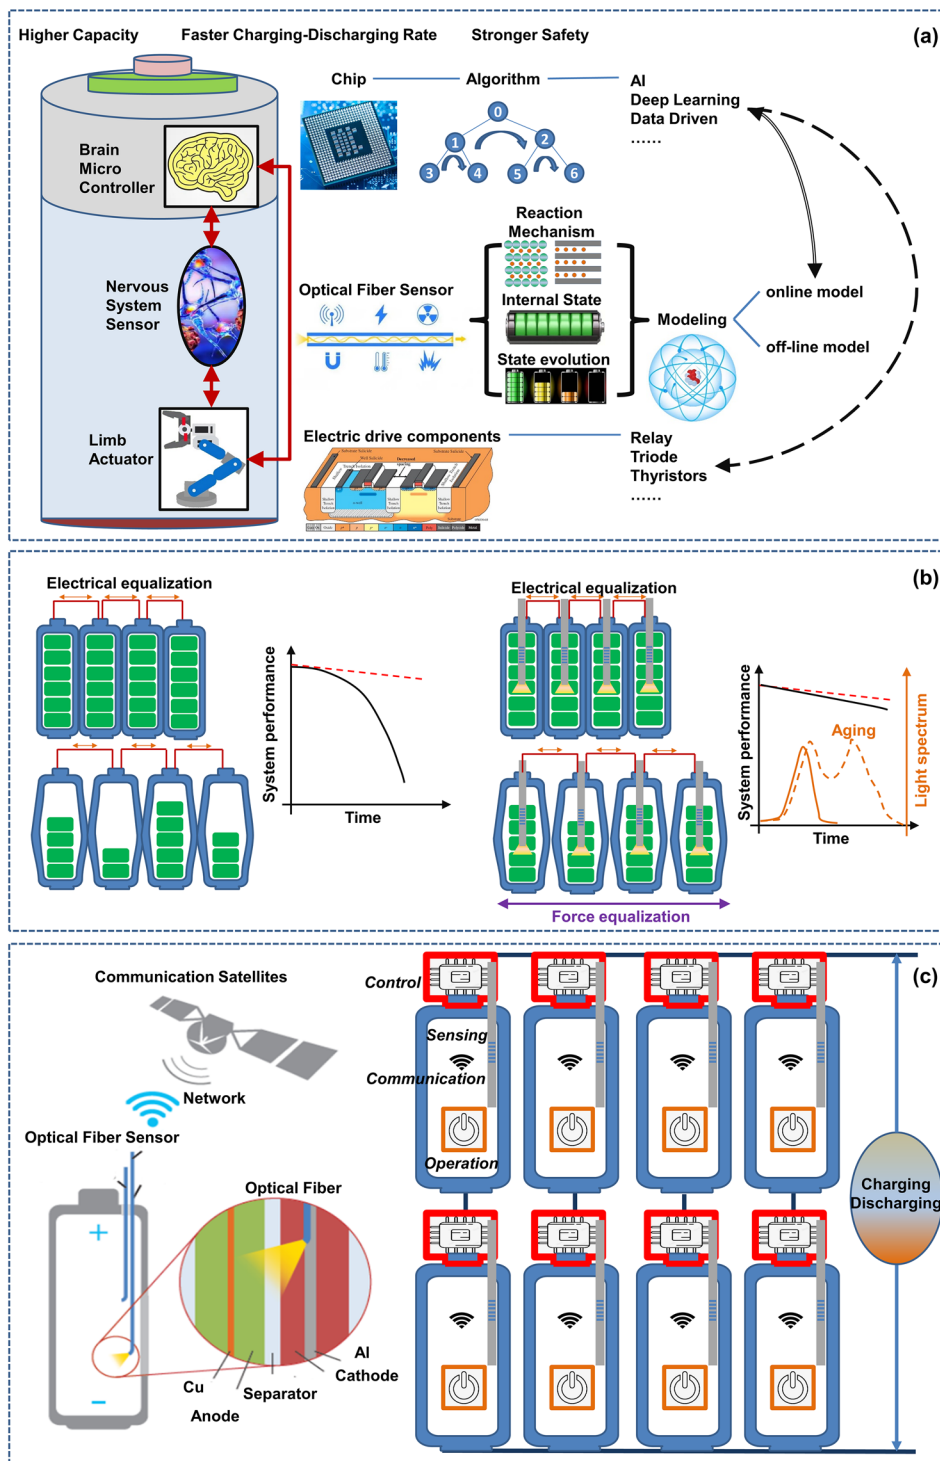 Higher Capacity
Faster Charging-Discharging Rate
Stronger Safety
(a)
Chip
Algorithm
AI
Deep Learning
Data Driven
......
0
1
2
3
4
5
6
Brain
Micro
Controller
Nervous
System
Sensor
Limb
Actuator
Reaction
Mechanism
Optical Fiber Sensor
Internal State
State evolution
Modeling
online model
off-line model
Electric drive components
Relay
Triode
Thyristors
......
(b)
Electrical equalization
System performance
Time
Electrical equalization
Force equalization
System performance
Aging
Light spectrum
Time
(c)
Communication Satellites
Network
Optical Fiber Sensor
Optical Fiber
+
−
Al
Cathode
Separator
Cu
Anode
Control
Sensing
Communication
Operation
Charging
Discharging